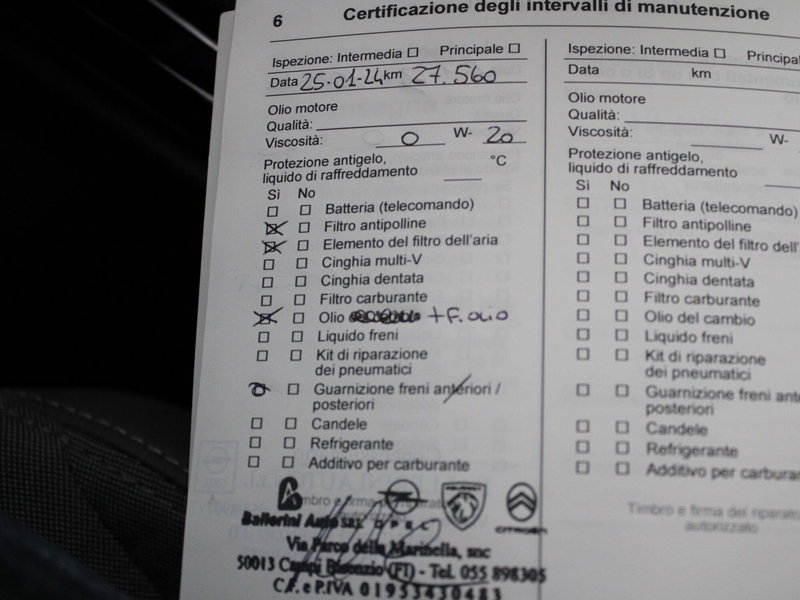 6
Certificazione degli intervalli di manutenzione
Ispezione: Intermedia Principale
Data 25-01-24 km 27.560
Olio motore
Qualità:
Viscosità: 0 W- 20
Protezione antigelo,
liquido di raffreddamento °C
Sì No
Batteria (telecomando)
Filtro antipolline
Elemento del filtro dell'aria
Cinghia multi-V
Cinghia dentata
Filtro carburante
Olio + F. olio
Liquido freni
Kit di riparazione
dei pneumatici
Guarnizione freni anteriori /
posteriori
Candele
Refrigerante
Additivo per carburante
Timbro e firma
Ballerini Auto OPEL CITROEN
Via Parco della Marinella, snc
50013 Campi Bisenzio (FI) - Tel. 055 898305
C.F. e P.IVA 01953430483
Ispezione: Intermedia Principal
Data km
Olio motore
Qualità:
Viscosità: W-
Protezione antigelo,
liquido di raffreddamento
Sì No
Batteria (telecomando)
Filtro antipolline
Elemento del filtro dell'
Cinghia multi-V
Cinghia dentata
Filtro carburante
Olio del cambio
Liquido freni
Kit di riparazione
dei pneumatici
Guarnizione freni ante
posteriori
Candele
Refrigerante
Additivo per carbura
Timbro e firma del riparato
autorizzato